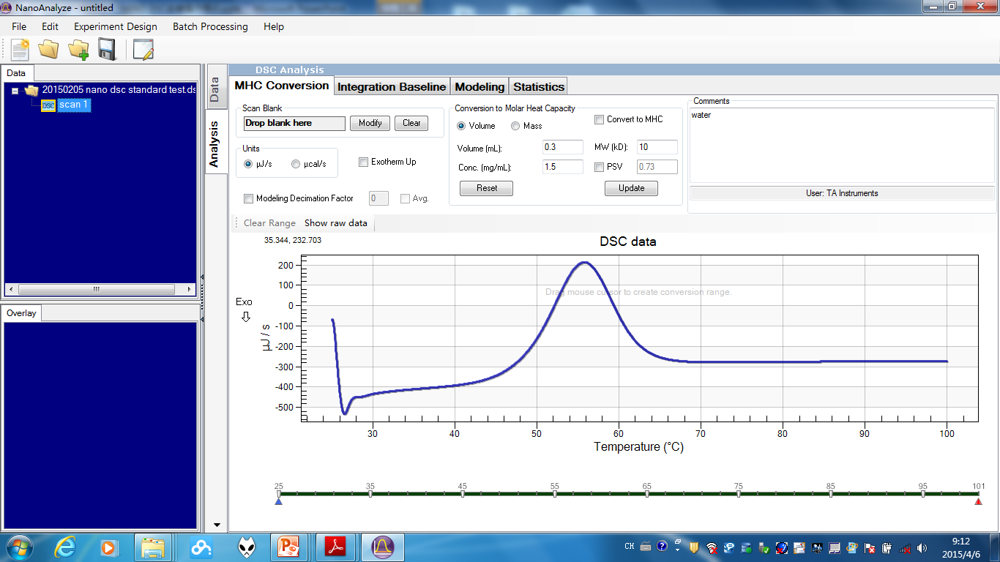 NanoAnalyze - untitled
File Edit Experiment Design Batch Processing Help
Data
20150205 nano dsc standard test.ds
DSC scan 1
Overlay
Data
Analysis
DSC Analysis
MHC Conversion Integration Baseline Modeling Statistics
Scan Blank
Drop blank here Modify Clear
Units
µJ/s µcal/s
Exotherm Up
Modeling Decimation Factor 0 Avg.
Conversion to Molar Heat Capacity
Volume Mass Convert to MHC
Volume (mL): 0.3 MW (kD): 10
Conc. (mg/mL): 1.5 PSV 0.73
Reset Update
Comments
water
User: TA Instruments
Clear Range Show raw data
35.344, 232.703
DSC data
Exo
µJ / s
200
100
0
-100
-200
-300
-400
-500
Drag mouse cursor to create conversion range.
30 40 50 60 70 80 90 100
Temperature (°C)
25 35 45 55 65 75 85 95 101
CH
9:12
2015/4/6